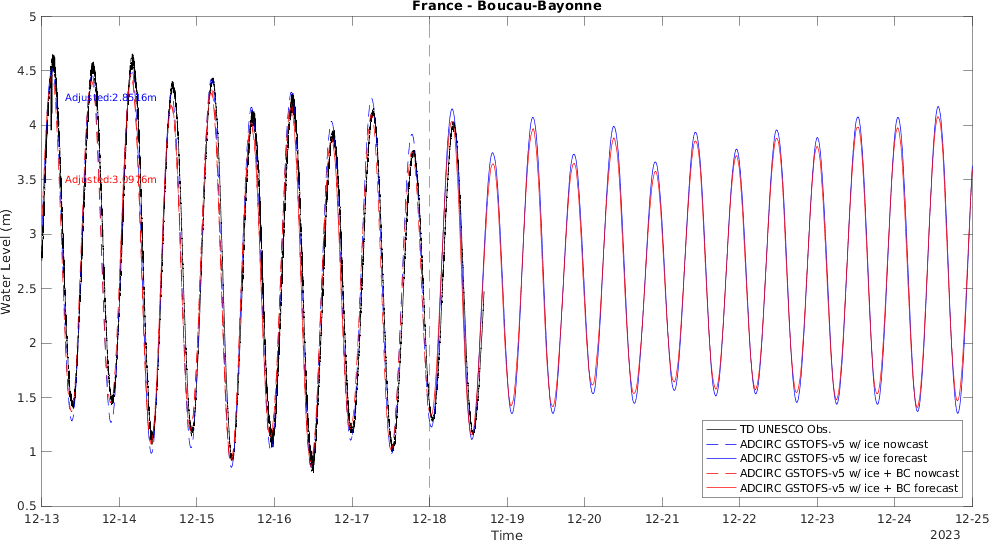 France - Boucau-Bayonne
5
4.5
4
3.5
3
2.5
2
1.5
1
0.5
Water Level (m)
Adjusted:2.8516m
Adjusted:3.0976m
TD UNESCO Obs.
ADCIRC GSTOFS-v5 w/ ice nowcast
ADCIRC GSTOFS-v5 w/ ice forecast
ADCIRC GSTOFS-v5 w/ ice + BC nowcast
ADCIRC GSTOFS-v5 w/ ice + BC forecast
12-13 12-14 12-15 12-16 12-17 12-18 12-19 12-20 12-21 12-22 12-23 12-24 12-25
Time
2023